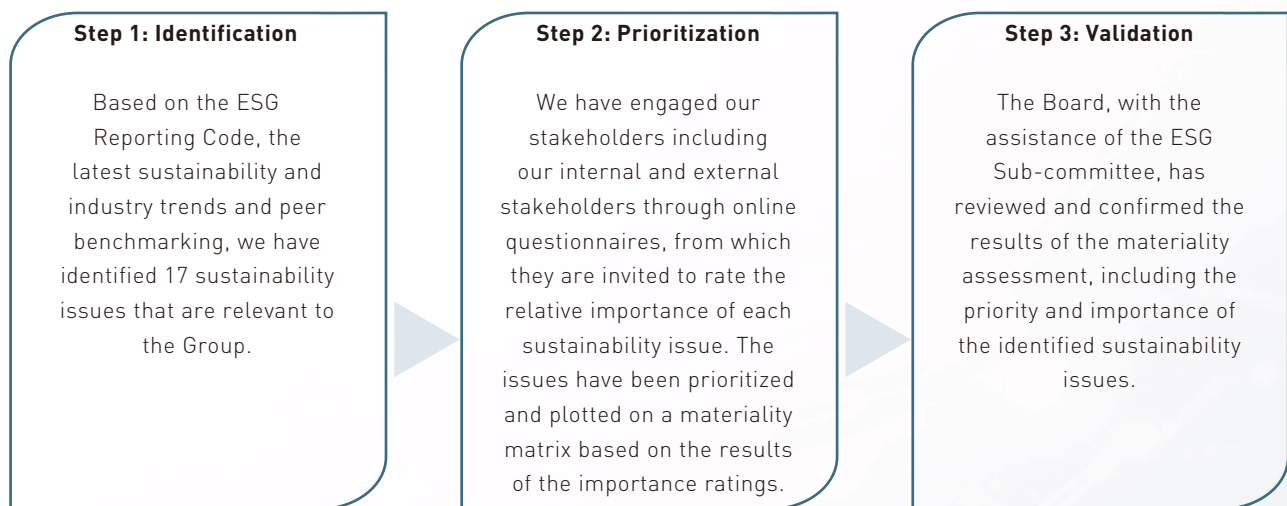 Step 1: Identification
Based on the ESG
Reporting Code, the
latest sustainability and
industry trends and peer
benchmarking, we have
identified 17 sustainability
issues that are relevant to
the Group.
Step 2: Prioritization
We have engaged our
stakeholders including
our internal and external
stakeholders through online
questionnaires, from which
they are invited to rate the
relative importance of each
sustainability issue. The
issues have been prioritized
and plotted on a materiality
matrix based on the results
of the importance ratings.
Step 3: Validation
The Board, with the
assistance of the ESG
Sub-committee, has
reviewed and confirmed the
results of the materiality
assessment, including the
priority and importance of
the identified sustainability
issues.